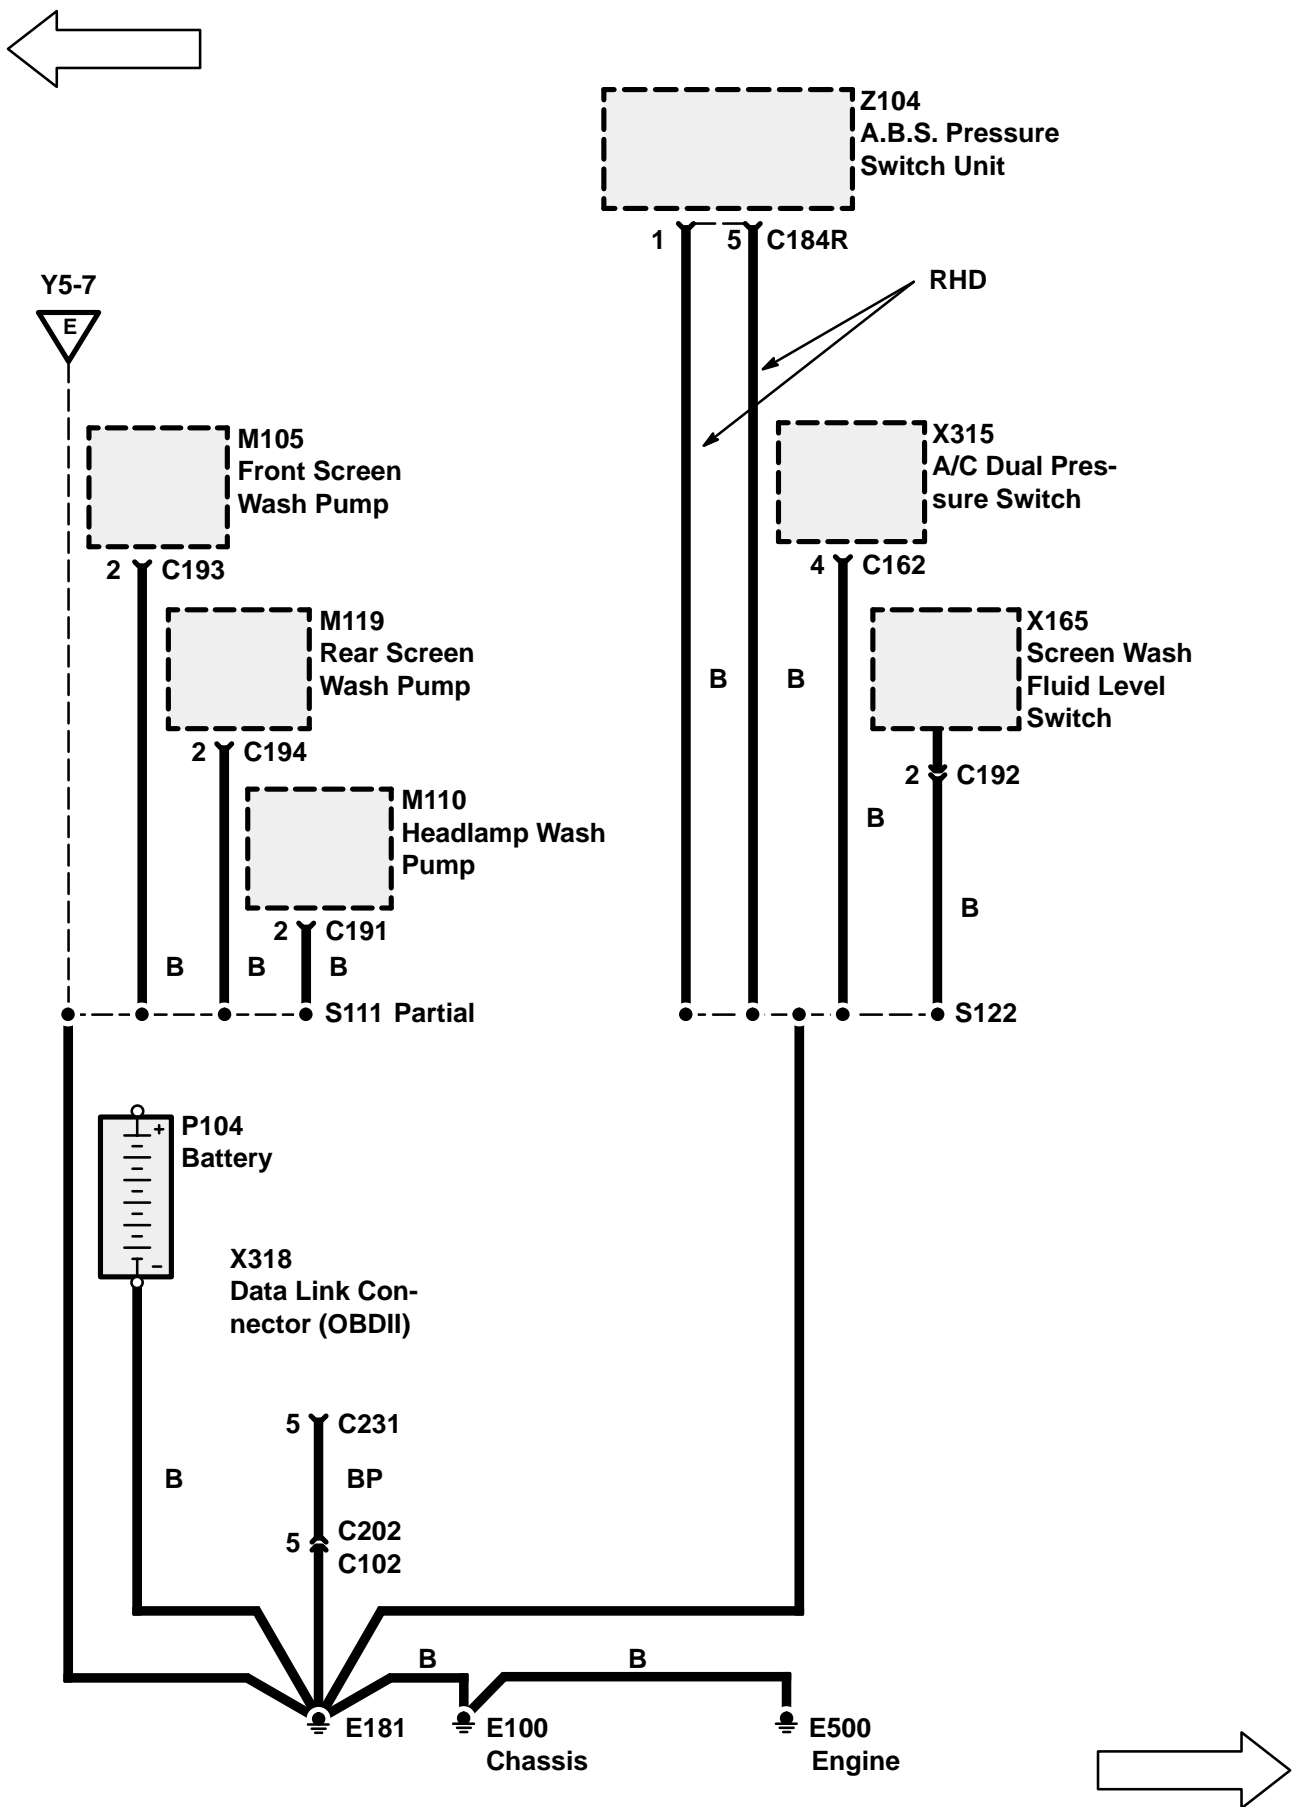 Z104
A.B.S. Pressure
Switch Unit
1
5
C184R
RHD
Y5-7
E
M105
Front Screen
Wash Pump
2
C193
X315
A/C Dual Pres-
sure Switch
4
C162
M119
Rear Screen
Wash Pump
2
C194
X165
Screen Wash
Fluid Level
Switch
2
C192
M110
Headlamp Wash
Pump
2
C191
B
B
B
B
B
B
B
S111 Partial
S122
P104
Battery
+
−
X318
Data Link Con-
nector (OBDII)
5
C231
B
BP
5
C202
C102
B
B
E181
E100
Chassis
E500
Engine